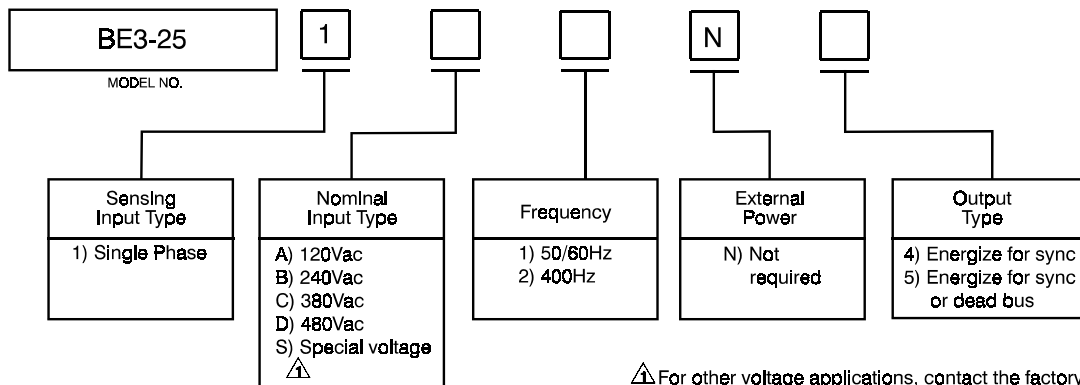 BE3-25
1
N
MODEL NO.
Sensing
Input Type
1) Single Phase
Nominal
Input Type
A) 120Vac
B) 240Vac
C) 380Vac
D) 480Vac
S) Special voltage
1
Frequency
1) 50/60Hz
2) 400Hz
External
Power
N) Not
required
Output
Type
4) Energize for sync
5) Energize for sync
or dead bus
1 For other voltage applications, contact the factory